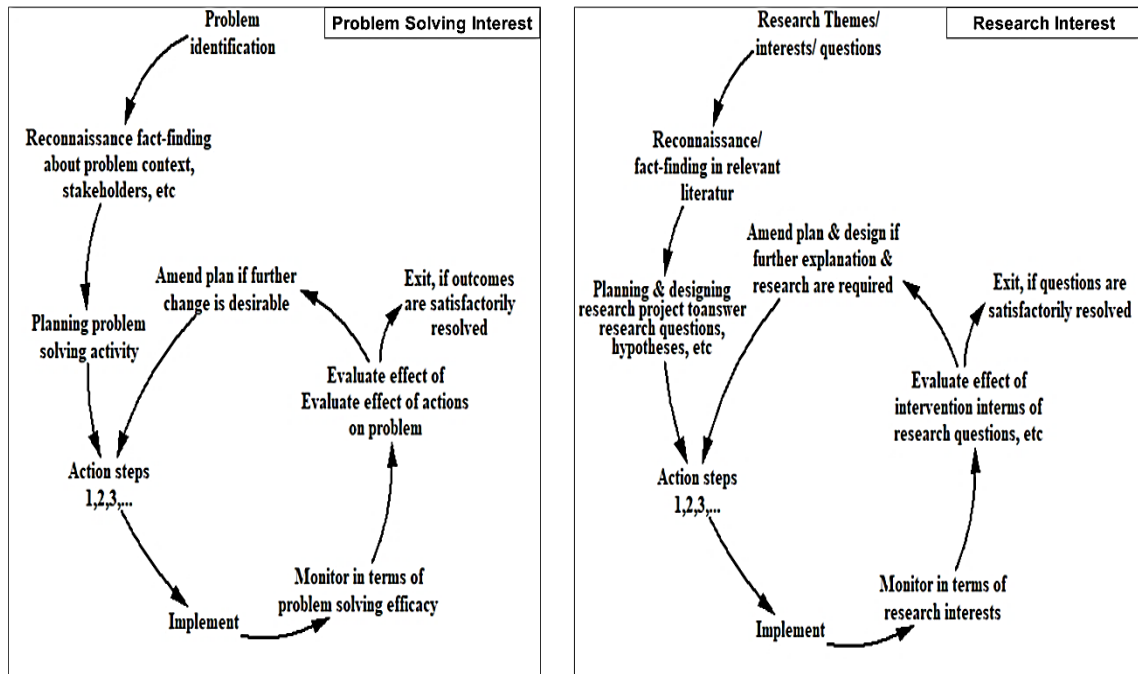 Problem Solving Interest
Problem
identification
Reconnaissance fact-finding
about problem context,
stakeholders, etc
Planning problem
solving activity
Action steps
1,2,3,...
Implement
Monitor in terms of
problem solving efficacy
Evaluate effect of
Evaluate effect of actions
on problem
Amend plan if further
change is desirable
Exit, if outcomes
are satisfactorily
resolved
Research Interest
Research Themes/
interests/ questions
Reconnaissance/
fact-finding in relevant
literatur
Planning & designing
research project toanswer
research questions,
hypotheses, etc
Action steps
1,2,3,...
Implement
Monitor in terms of
research interests
Evaluate effect of
intervention interms of
research questions, etc
Amend plan & design if
further explanation &
research are required
Exit, if questions are
satisfactorily resolved